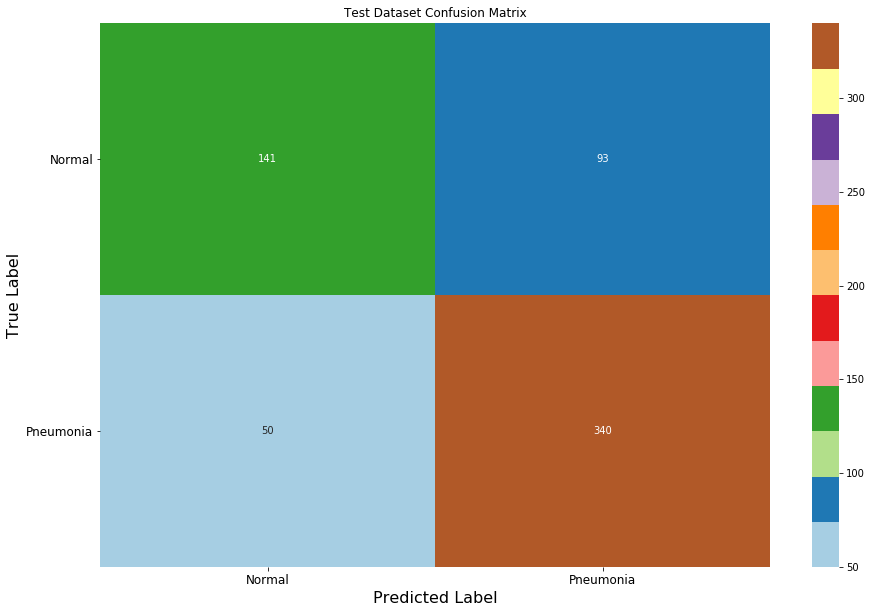 Test Dataset Confusion Matrix
True Label
Normal
141
93
Pneumonia
50
340
Normal
Pneumonia
Predicted Label
300
250
200
150
100
50